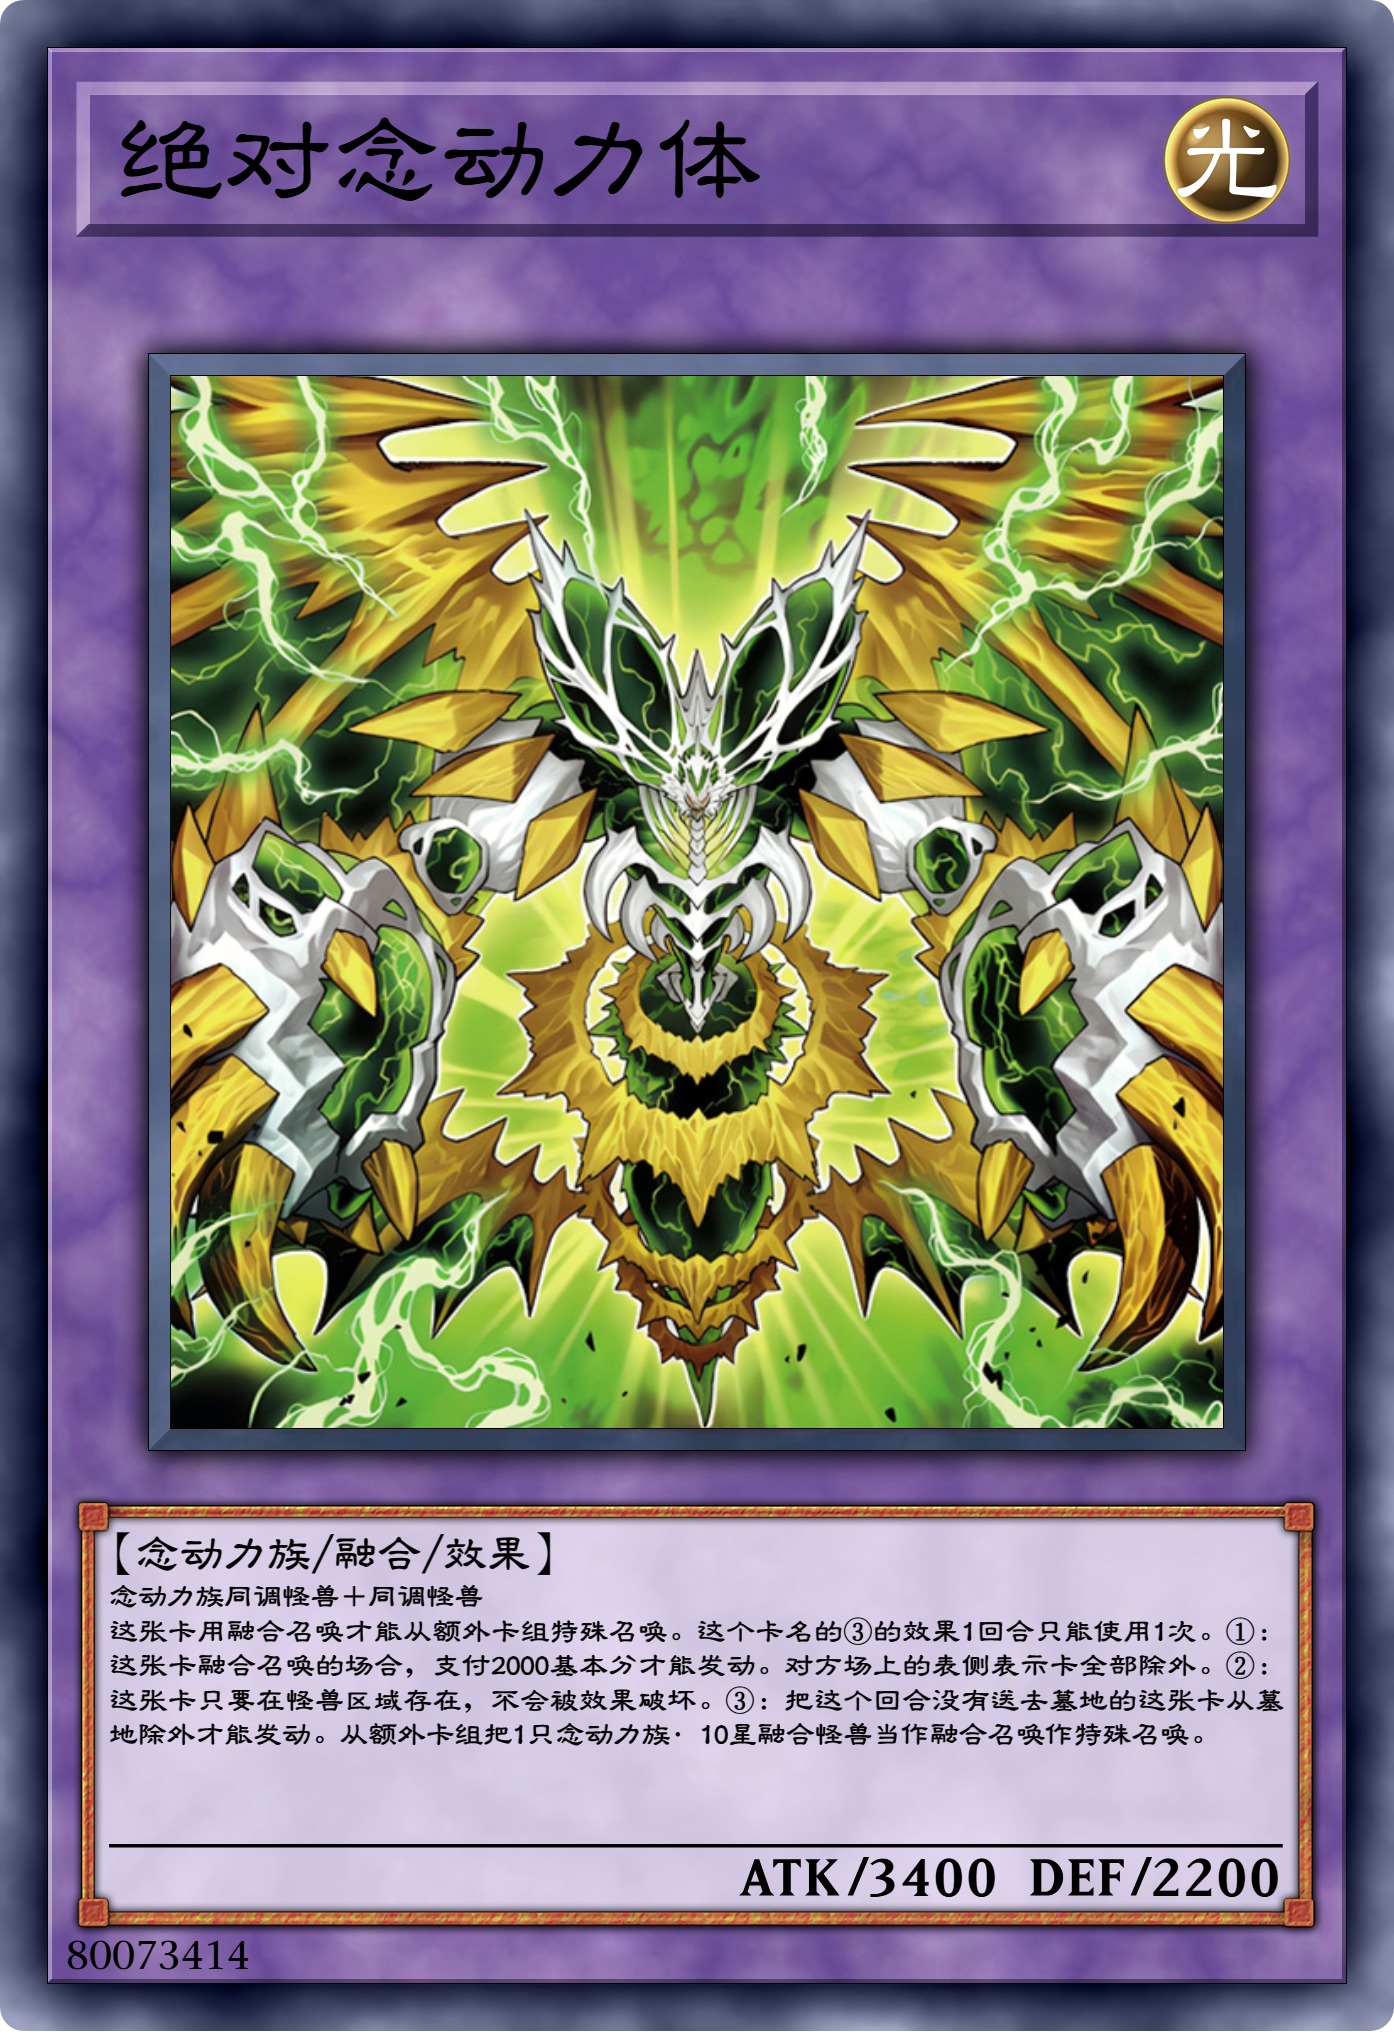 绝对念动力体
光
【念动力族/融合/效果】
念动力族同调怪兽＋同调怪兽
这张卡用融合召唤才能从额外卡组特殊召唤。这个卡名的③的效果1回合只能使用1次。①：
这张卡融合召唤的场合，支付2000基本分才能发动。对方场上的表侧表示卡全部除外。②：
这张卡只要在怪兽区域存在，不会被效果破坏。③：把这个回合没有送去墓地的这张卡从墓
地除外才能发动。从额外卡组把1只念动力族·10星融合怪兽当作融合召唤作特殊召唤。
ATK/3400 DEF/2200
80073414